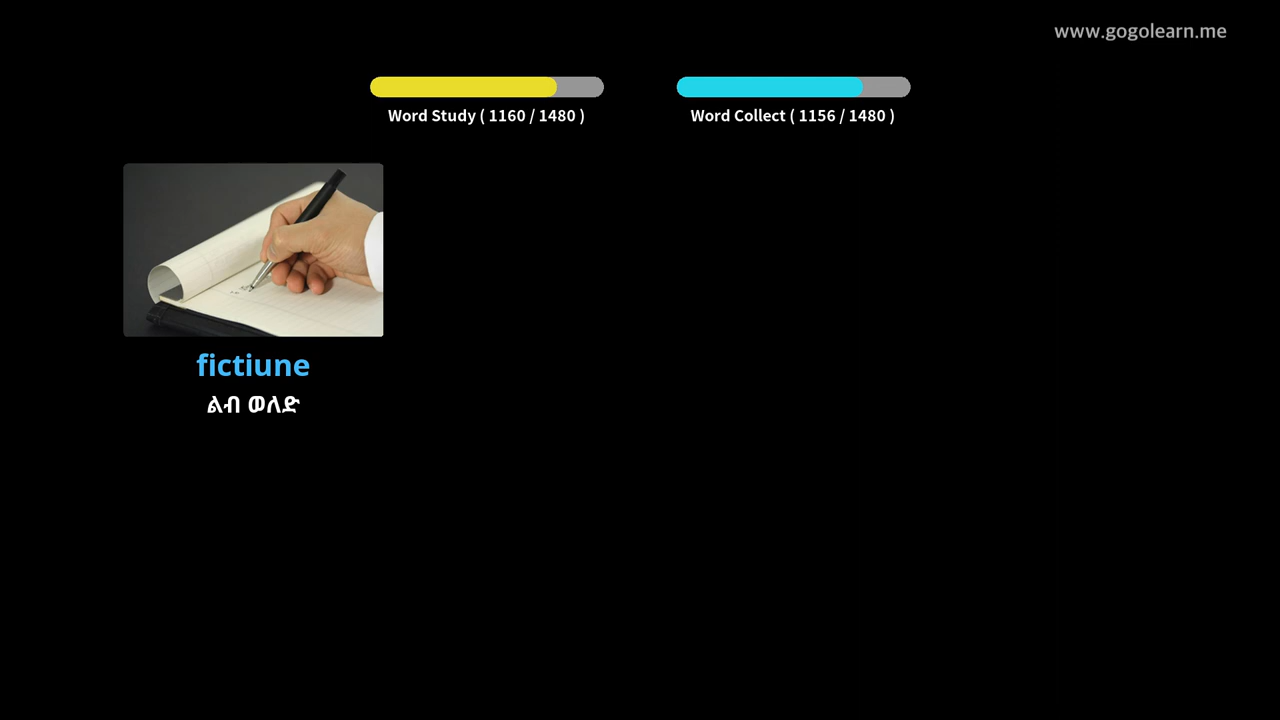 www.gogolearn.me
Word Study ( 1160 / 1480 )
Word Collect ( 1156 / 1480 )
fictiune
ልብ ወለድ